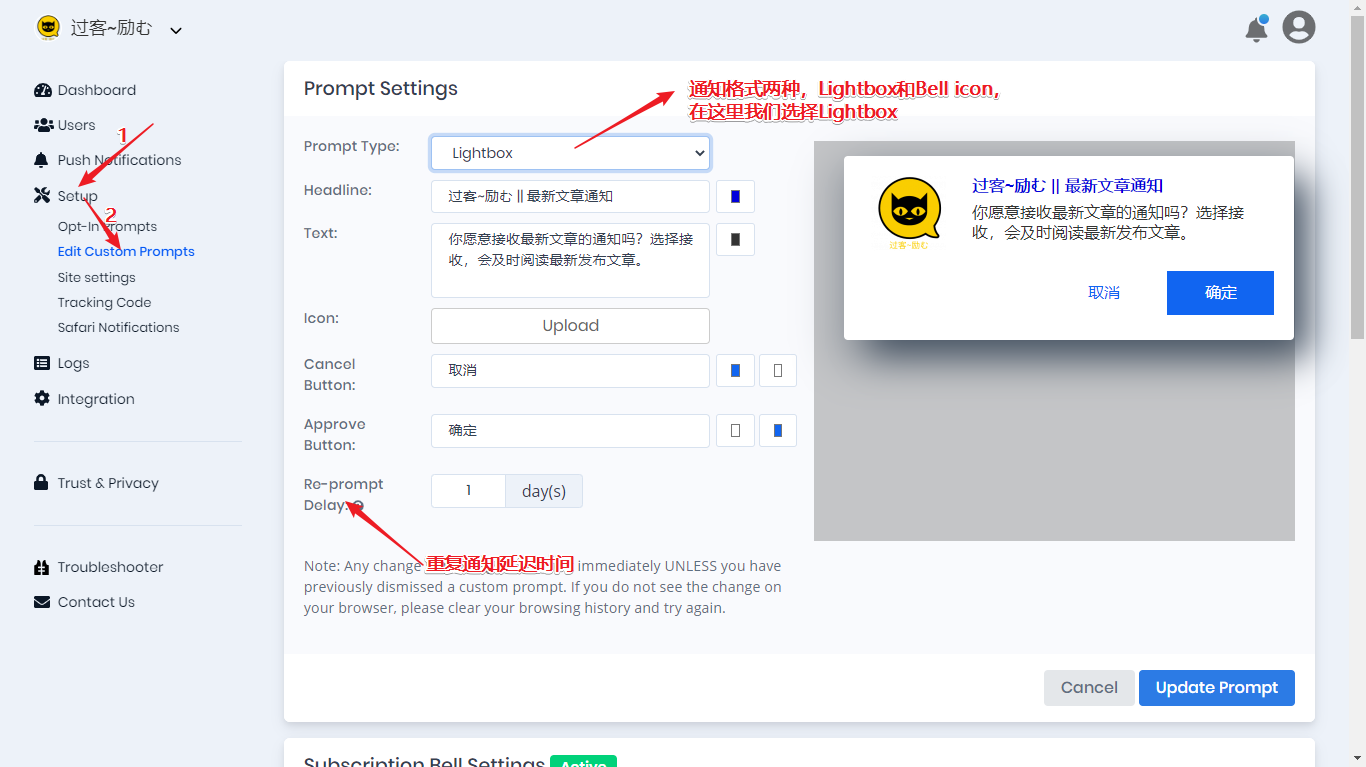 过客~励む
Dashboard
Users
1
Push Notifications
Setup
2
Opt-In Prompts
Edit Custom Prompts
Site settings
Tracking Code
Safari Notifications
Logs
Integration
Trust & Privacy
Troubleshooter
Contact Us
Prompt Settings
通知格式两种，Lightbox和Bell icon，
在这里我们选择Lightbox
Prompt Type:
Lightbox
Headline:
过客~励む || 最新文章通知
Text:
你愿意接收最新文章的通知吗？选择接
收，会及时阅读最新发布文章。
Icon:
Upload
Cancel
Button:
取消
Approve
Button:
确定
Re-prompt
Delay:
1
day(s)
重复通知延迟时间
Note: Any change immediately UNLESS you have
previously dismissed a custom prompt. If you do not see the change on
your browser, please clear your browsing history and try again.
过客~励む || 最新文章通知
你愿意接收最新文章的通知吗？选择接
收，会及时阅读最新发布文章。
过客~励む
取消
确定
Cancel
Update Prompt
Subscription Bell Settings
Active